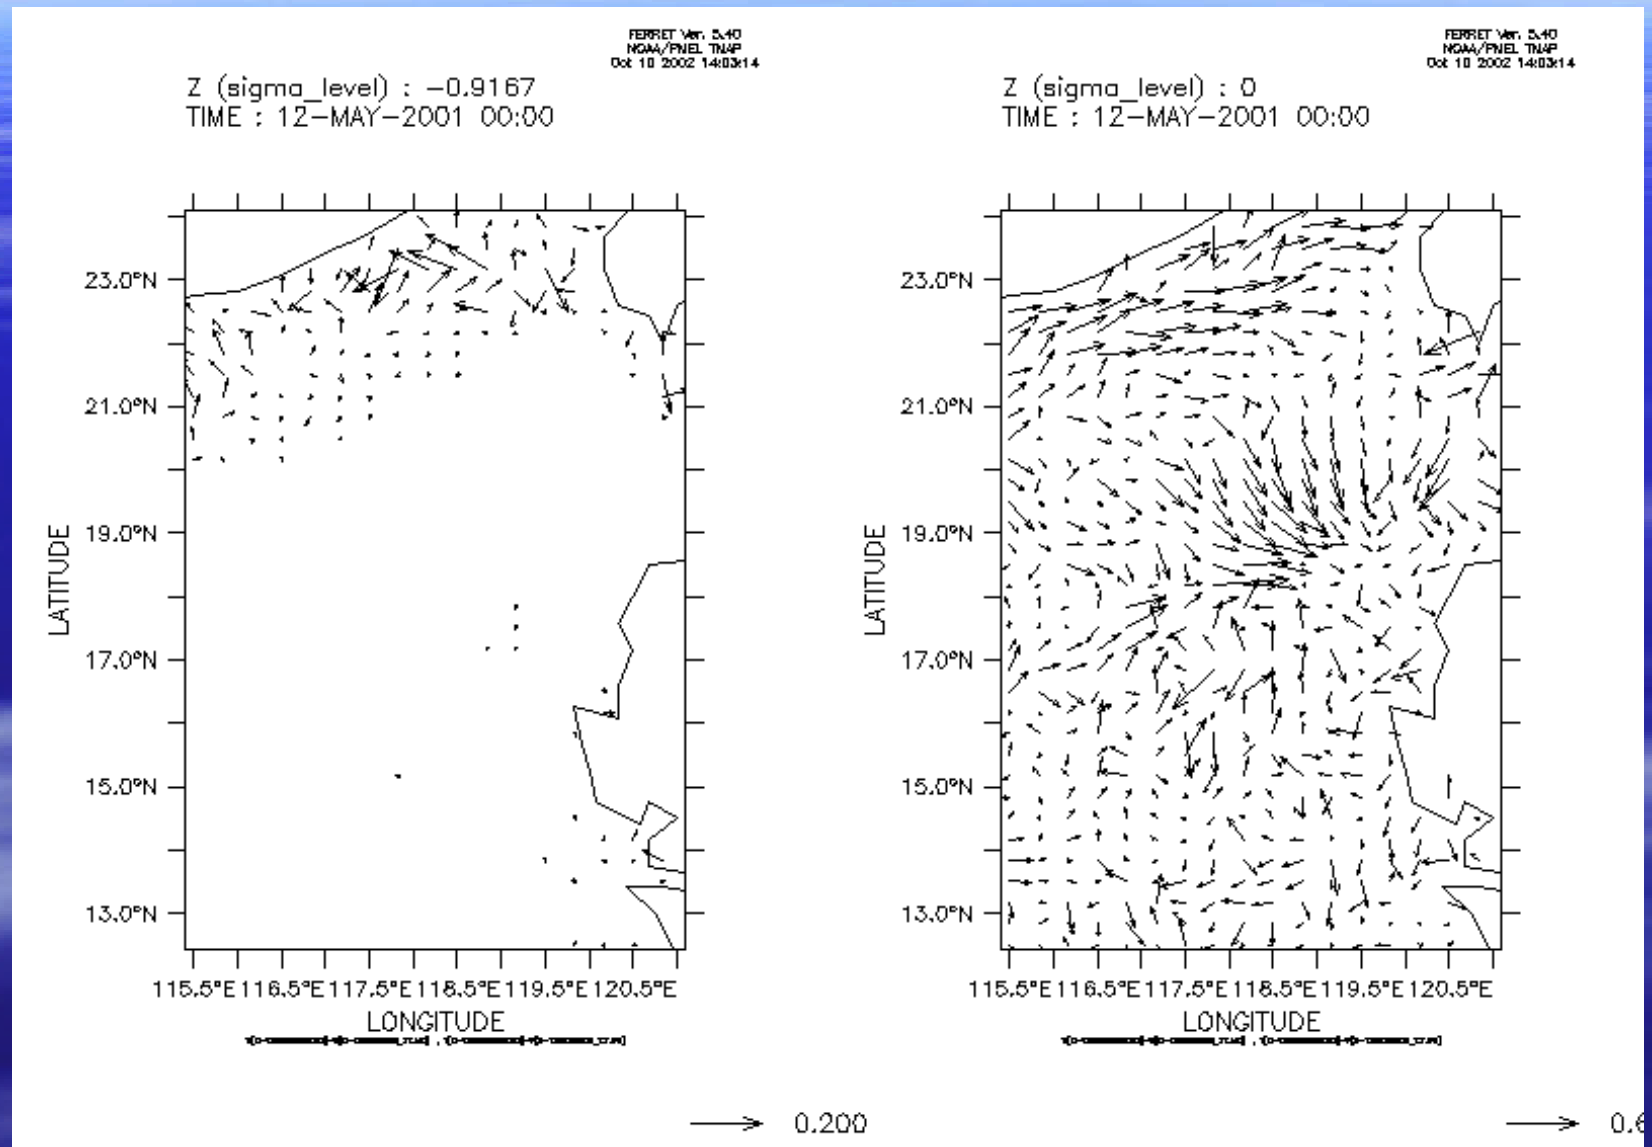 FERRET Ver. 5.40
NOAA/PMEL TMAP
Oct 10 2002 14:03:14
Z (sigma_level) : -0.9167
TIME : 12-MAY-2001 00:00
23.0°N
21.0°N
19.0°N
17.0°N
15.0°N
13.0°N
LATITUDE
115.5°E 116.5°E 117.5°E 118.5°E 119.5°E 120.5°E
LONGITUDE
0.200
FERRET Ver. 5.40
NOAA/PMEL TMAP
Oct 10 2002 14:03:14
Z (sigma_level) : 0
TIME : 12-MAY-2001 00:00
23.0°N
21.0°N
19.0°N
17.0°N
15.0°N
13.0°N
LATITUDE
115.5°E 116.5°E 117.5°E 118.5°E 119.5°E 120.5°E
LONGITUDE